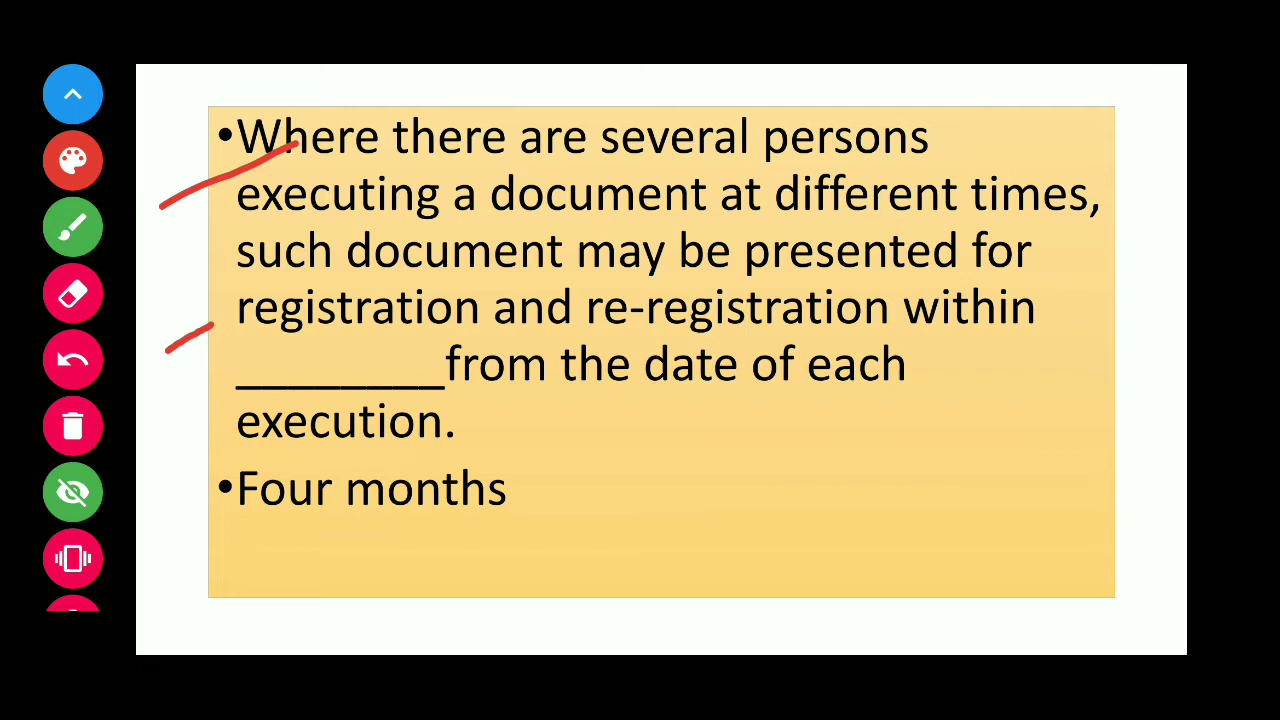 •Where there are several persons
executing a document at different times,
such document may be presented for
registration and re-registration within
________from the date of each
execution.
•Four months